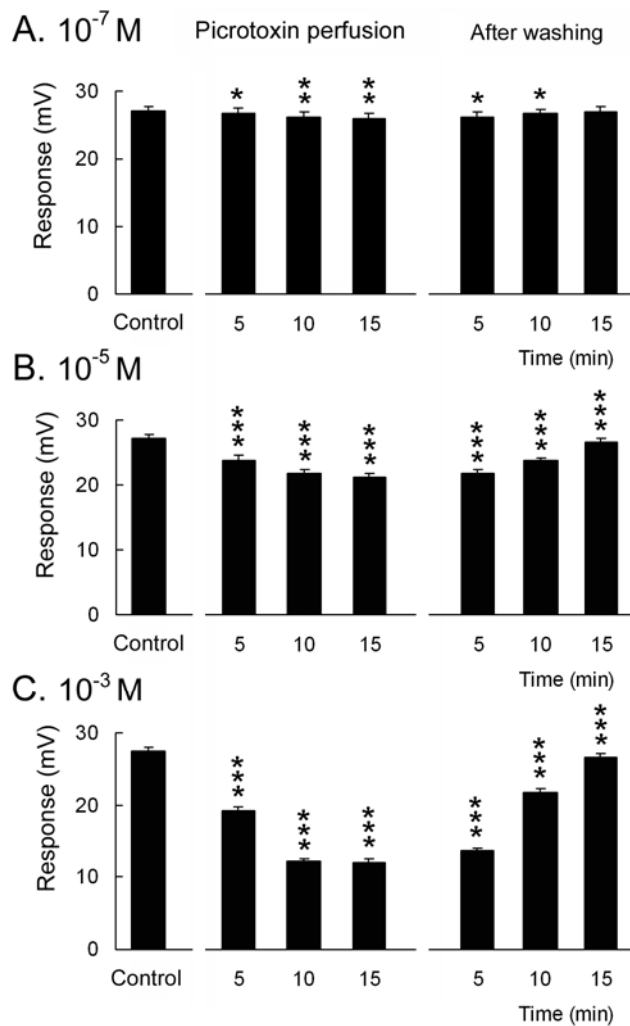 A. 10⁻⁷ M Picrotoxin perfusion After washing
Response (mV)
30
20
10
0
* ** ** * *
Control 5 10 15 5 10 15
Time (min)
B. 10⁻⁵ M
Response (mV)
30
20
10
0
*** *** *** *** *** ***
Control 5 10 15 5 10 15
Time (min)
C. 10⁻³ M
Response (mV)
30
20
10
0
*** *** *** *** *** ***
Control 5 10 15 5 10 15
Time (min)